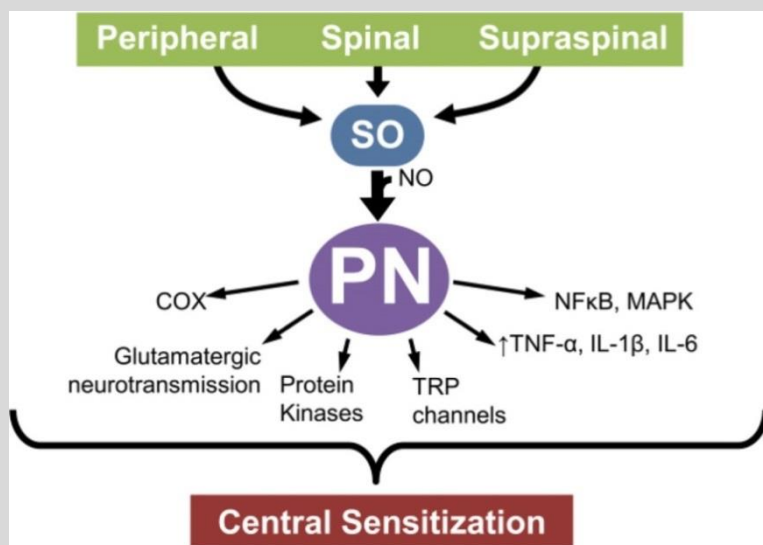 Peripheral Spinal Supraspinal
SO
NO
PN
COX
NFκB, MAPK
Glutamatergic
neurotransmission
Protein
Kinases
TRP
channels
↑TNF-α, IL-1β, IL-6
Central Sensitization